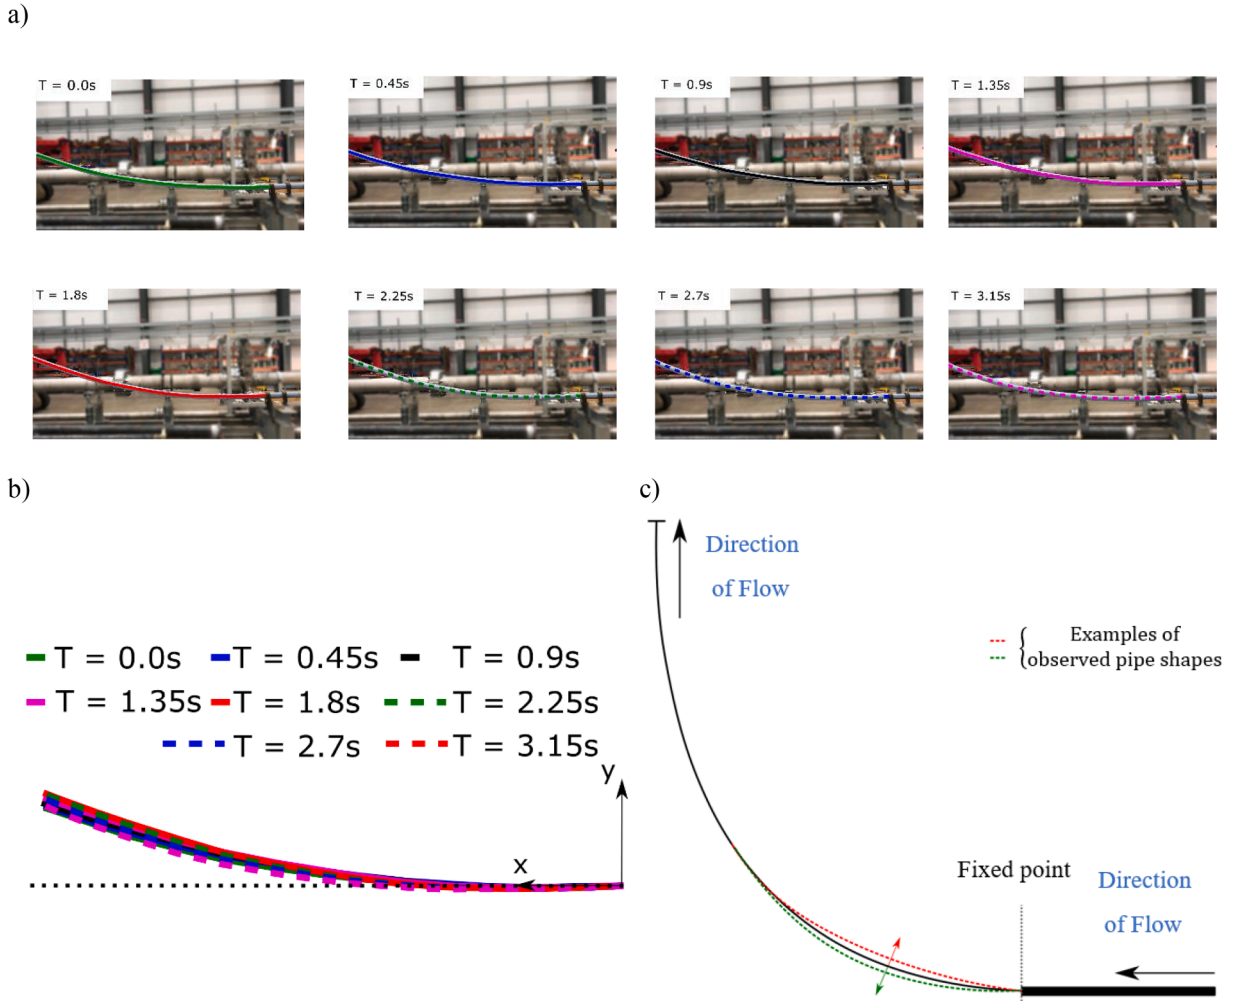 a)
T = 0.0s
T = 0.45s
T = 0.9s
T = 1.35s
T = 1.8s
T = 2.25s
T = 2.7s
T = 3.15s
b)
T = 0.0s T = 0.45s T = 0.9s
T = 1.35s T = 1.8s T = 2.25s
T = 2.7s T = 3.15s
y
x
c)
Direction
of Flow
Examples of
observed pipe shapes
Fixed point
Direction
of Flow